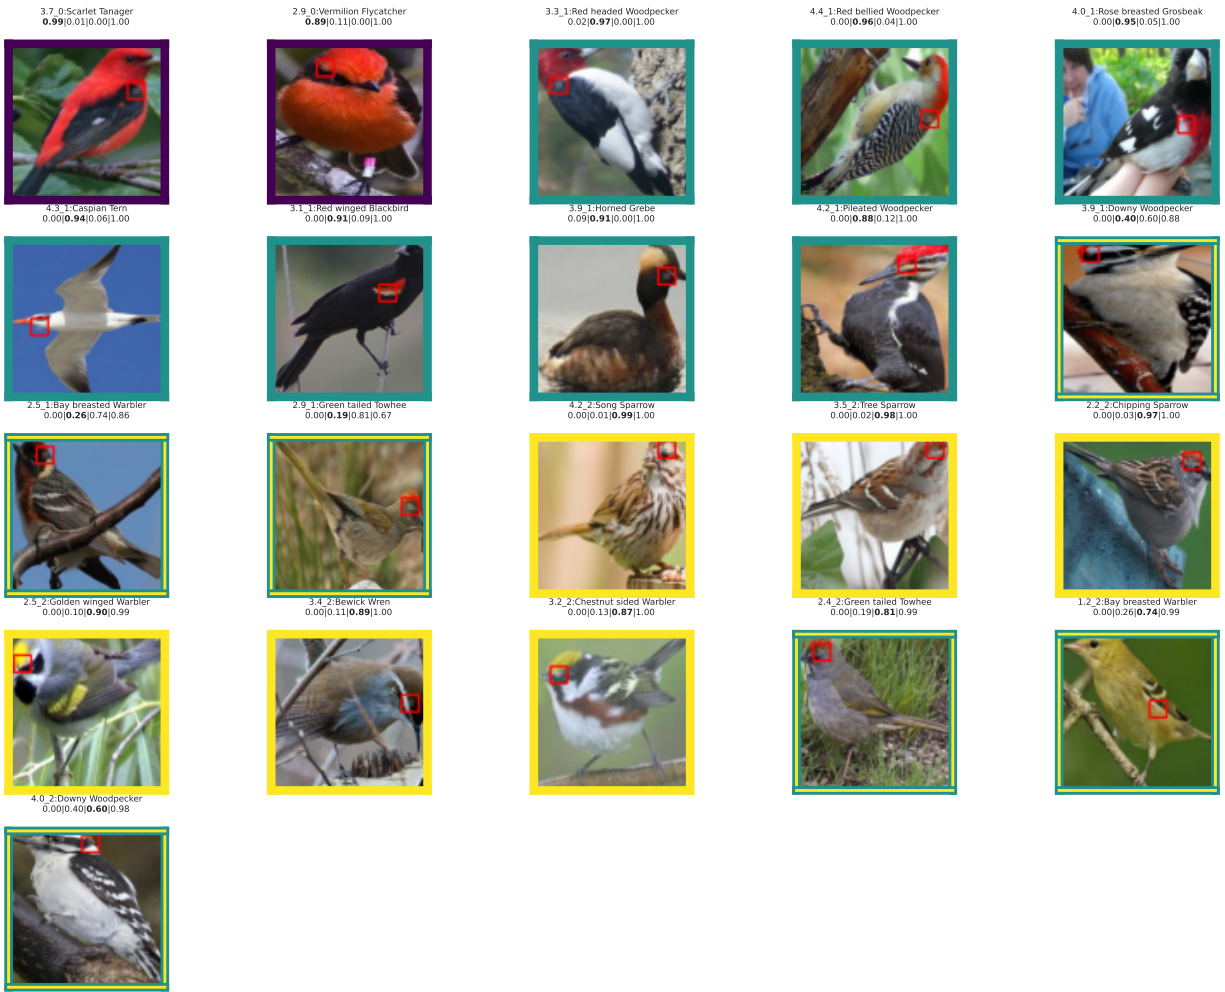 3.7_0:Scarlet Tanager
0.99|0.01|0.00|1.00
2.9_0:Vermilion Flycatcher
0.89|0.11|0.00|1.00
3.3_1:Red headed Woodpecker
0.02|0.97|0.00|1.00
4.4_1:Red bellied Woodpecker
0.00|0.96|0.04|1.00
4.0_1:Rose breasted Grosbeak
0.00|0.95|0.05|1.00
4.3_1:Caspian Tern
0.00|0.94|0.06|1.00
3.1_1:Red winged Blackbird
0.00|0.91|0.09|1.00
3.9_1:Horned Grebe
0.09|0.91|0.00|1.00
4.2_1:Pileated Woodpecker
0.00|0.88|0.12|1.00
3.9_1:Downy Woodpecker
0.00|0.40|0.60|0.88
2.5_1:Bay breasted Warbler
0.00|0.26|0.74|0.86
2.9_1:Green tailed Towhee
0.00|0.19|0.81|0.67
4.2_2:Song Sparrow
0.00|0.01|0.99|1.00
3.5_2:Tree Sparrow
0.00|0.02|0.98|1.00
2.2_2:Chipping Sparrow
0.00|0.03|0.97|1.00
2.5_2:Golden winged Warbler
0.00|0.10|0.90|0.99
3.4_2:Bewick Wren
0.00|0.11|0.89|1.00
3.2_2:Chestnut sided Warbler
0.00|0.13|0.87|1.00
2.4_2:Green tailed Towhee
0.00|0.19|0.81|0.99
1.2_2:Bay breasted Warbler
0.00|0.26|0.74|0.99
4.0_2:Downy Woodpecker
0.00|0.40|0.60|0.98